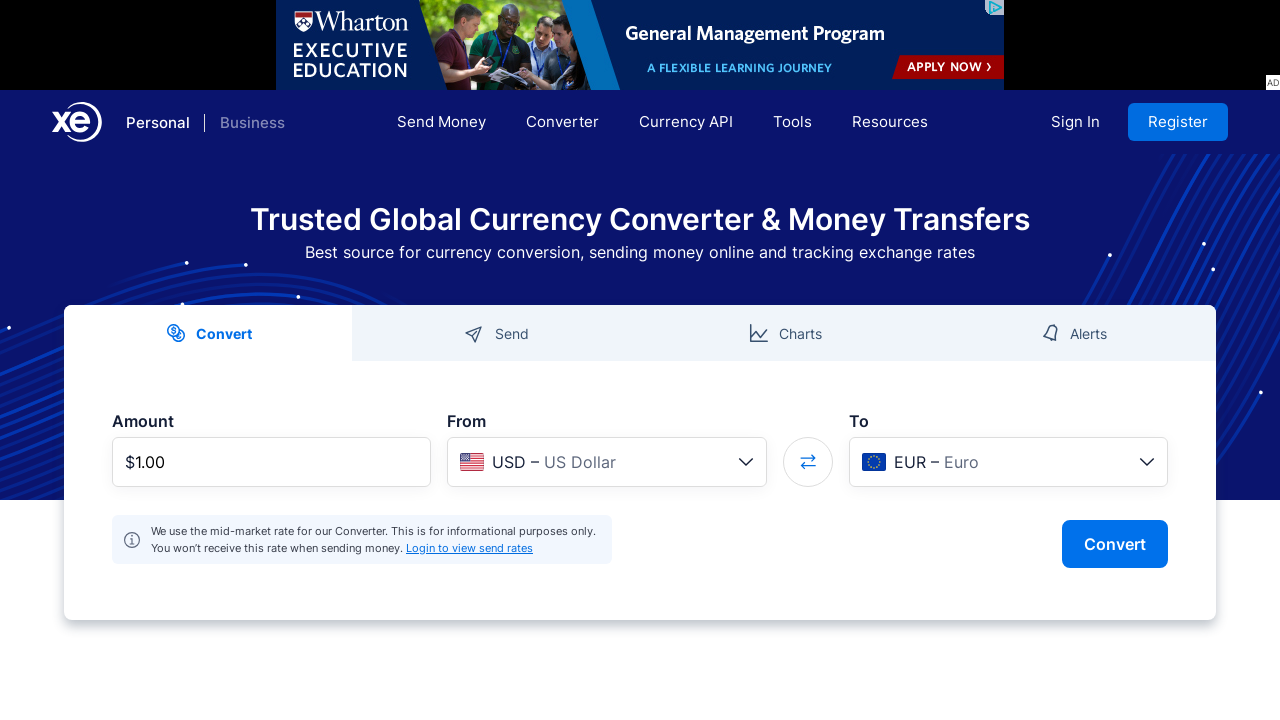 Wharton
EXECUTIVE
EDUCATION
General Management Program
A FLEXIBLE LEARNING JOURNEY
APPLY NOW ❯
AD
xe
Personal
Business
Send Money
Converter
Currency API
Tools
Resources
Sign In
Register
Trusted Global Currency Converter & Money Transfers
Best source for currency conversion, sending money online and tracking exchange rates
Convert
Send
Charts
Alerts
Amount
From
To
$1.00
USD – US Dollar
EUR – Euro
We use the mid-market rate for our Converter. This is for informational purposes only.
You won’t receive this rate when sending money. Login to view send rates
Convert